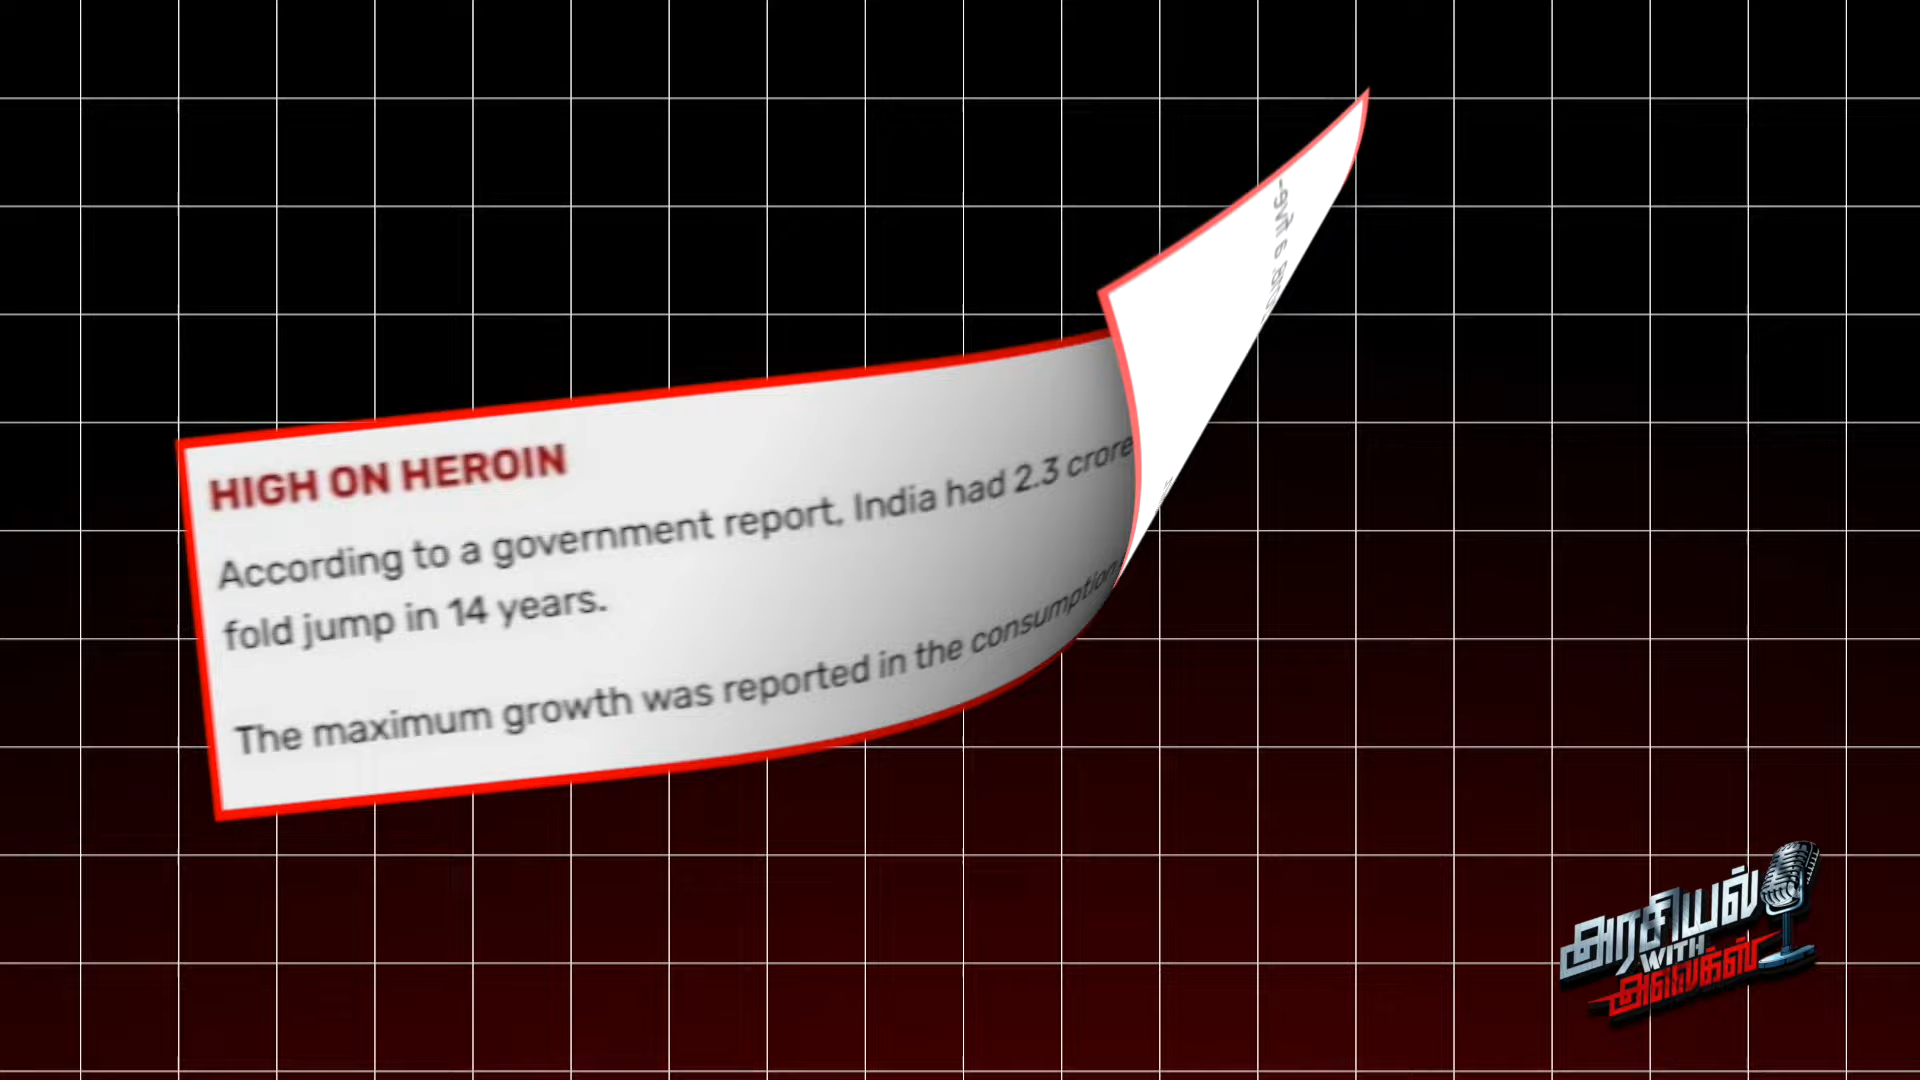 HIGH ON HEROIN
According to a government report, India had 2.3 crore
fold jump in 14 years.
The maximum growth was reported in the consumption
அரசியல்
WITH
அலெக்ஸ்